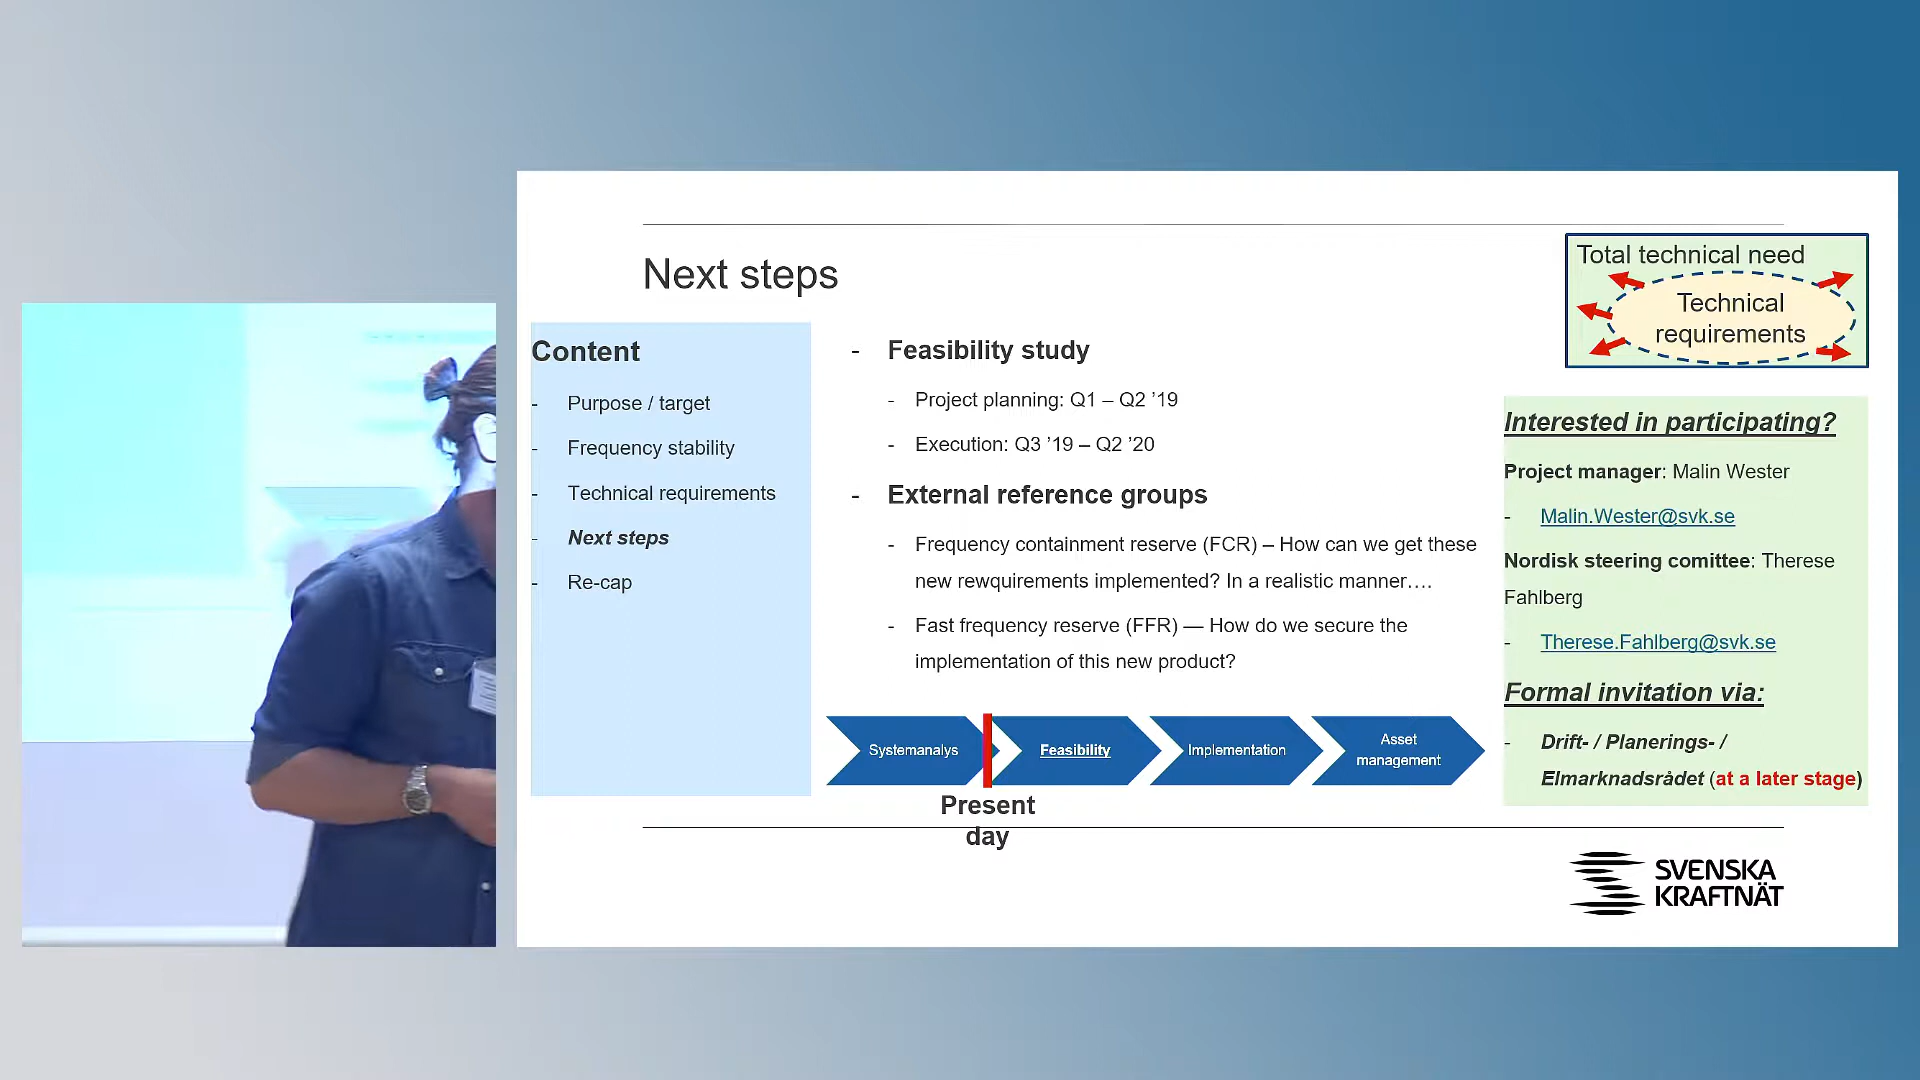 Next steps
Total technical need
Technical
requirements
Content
- Purpose / target
- Frequency stability
- Technical requirements
- Next steps
- Re-cap
- Feasibility study
- Project planning: Q1 – Q2 ’19
- Execution: Q3 ’19 – Q2 ’20
- External reference groups
- Frequency containment reserve (FCR) – How can we get these
new rewquirements implemented? In a realistic manner….
- Fast frequency reserve (FFR) — How do we secure the
implementation of this new product?
Systemanalys
Feasibility
Implementation
Asset
management
Present
day
Interested in participating?
Project manager: Malin Wester
- Malin.Wester@svk.se
Nordisk steering comittee: Therese
Fahlberg
- Therese.Fahlberg@svk.se
Formal invitation via:
- Drift- / Planerings- /
Elmarknadsrådet (at a later stage)
SVENSKA
KRAFTNÄT